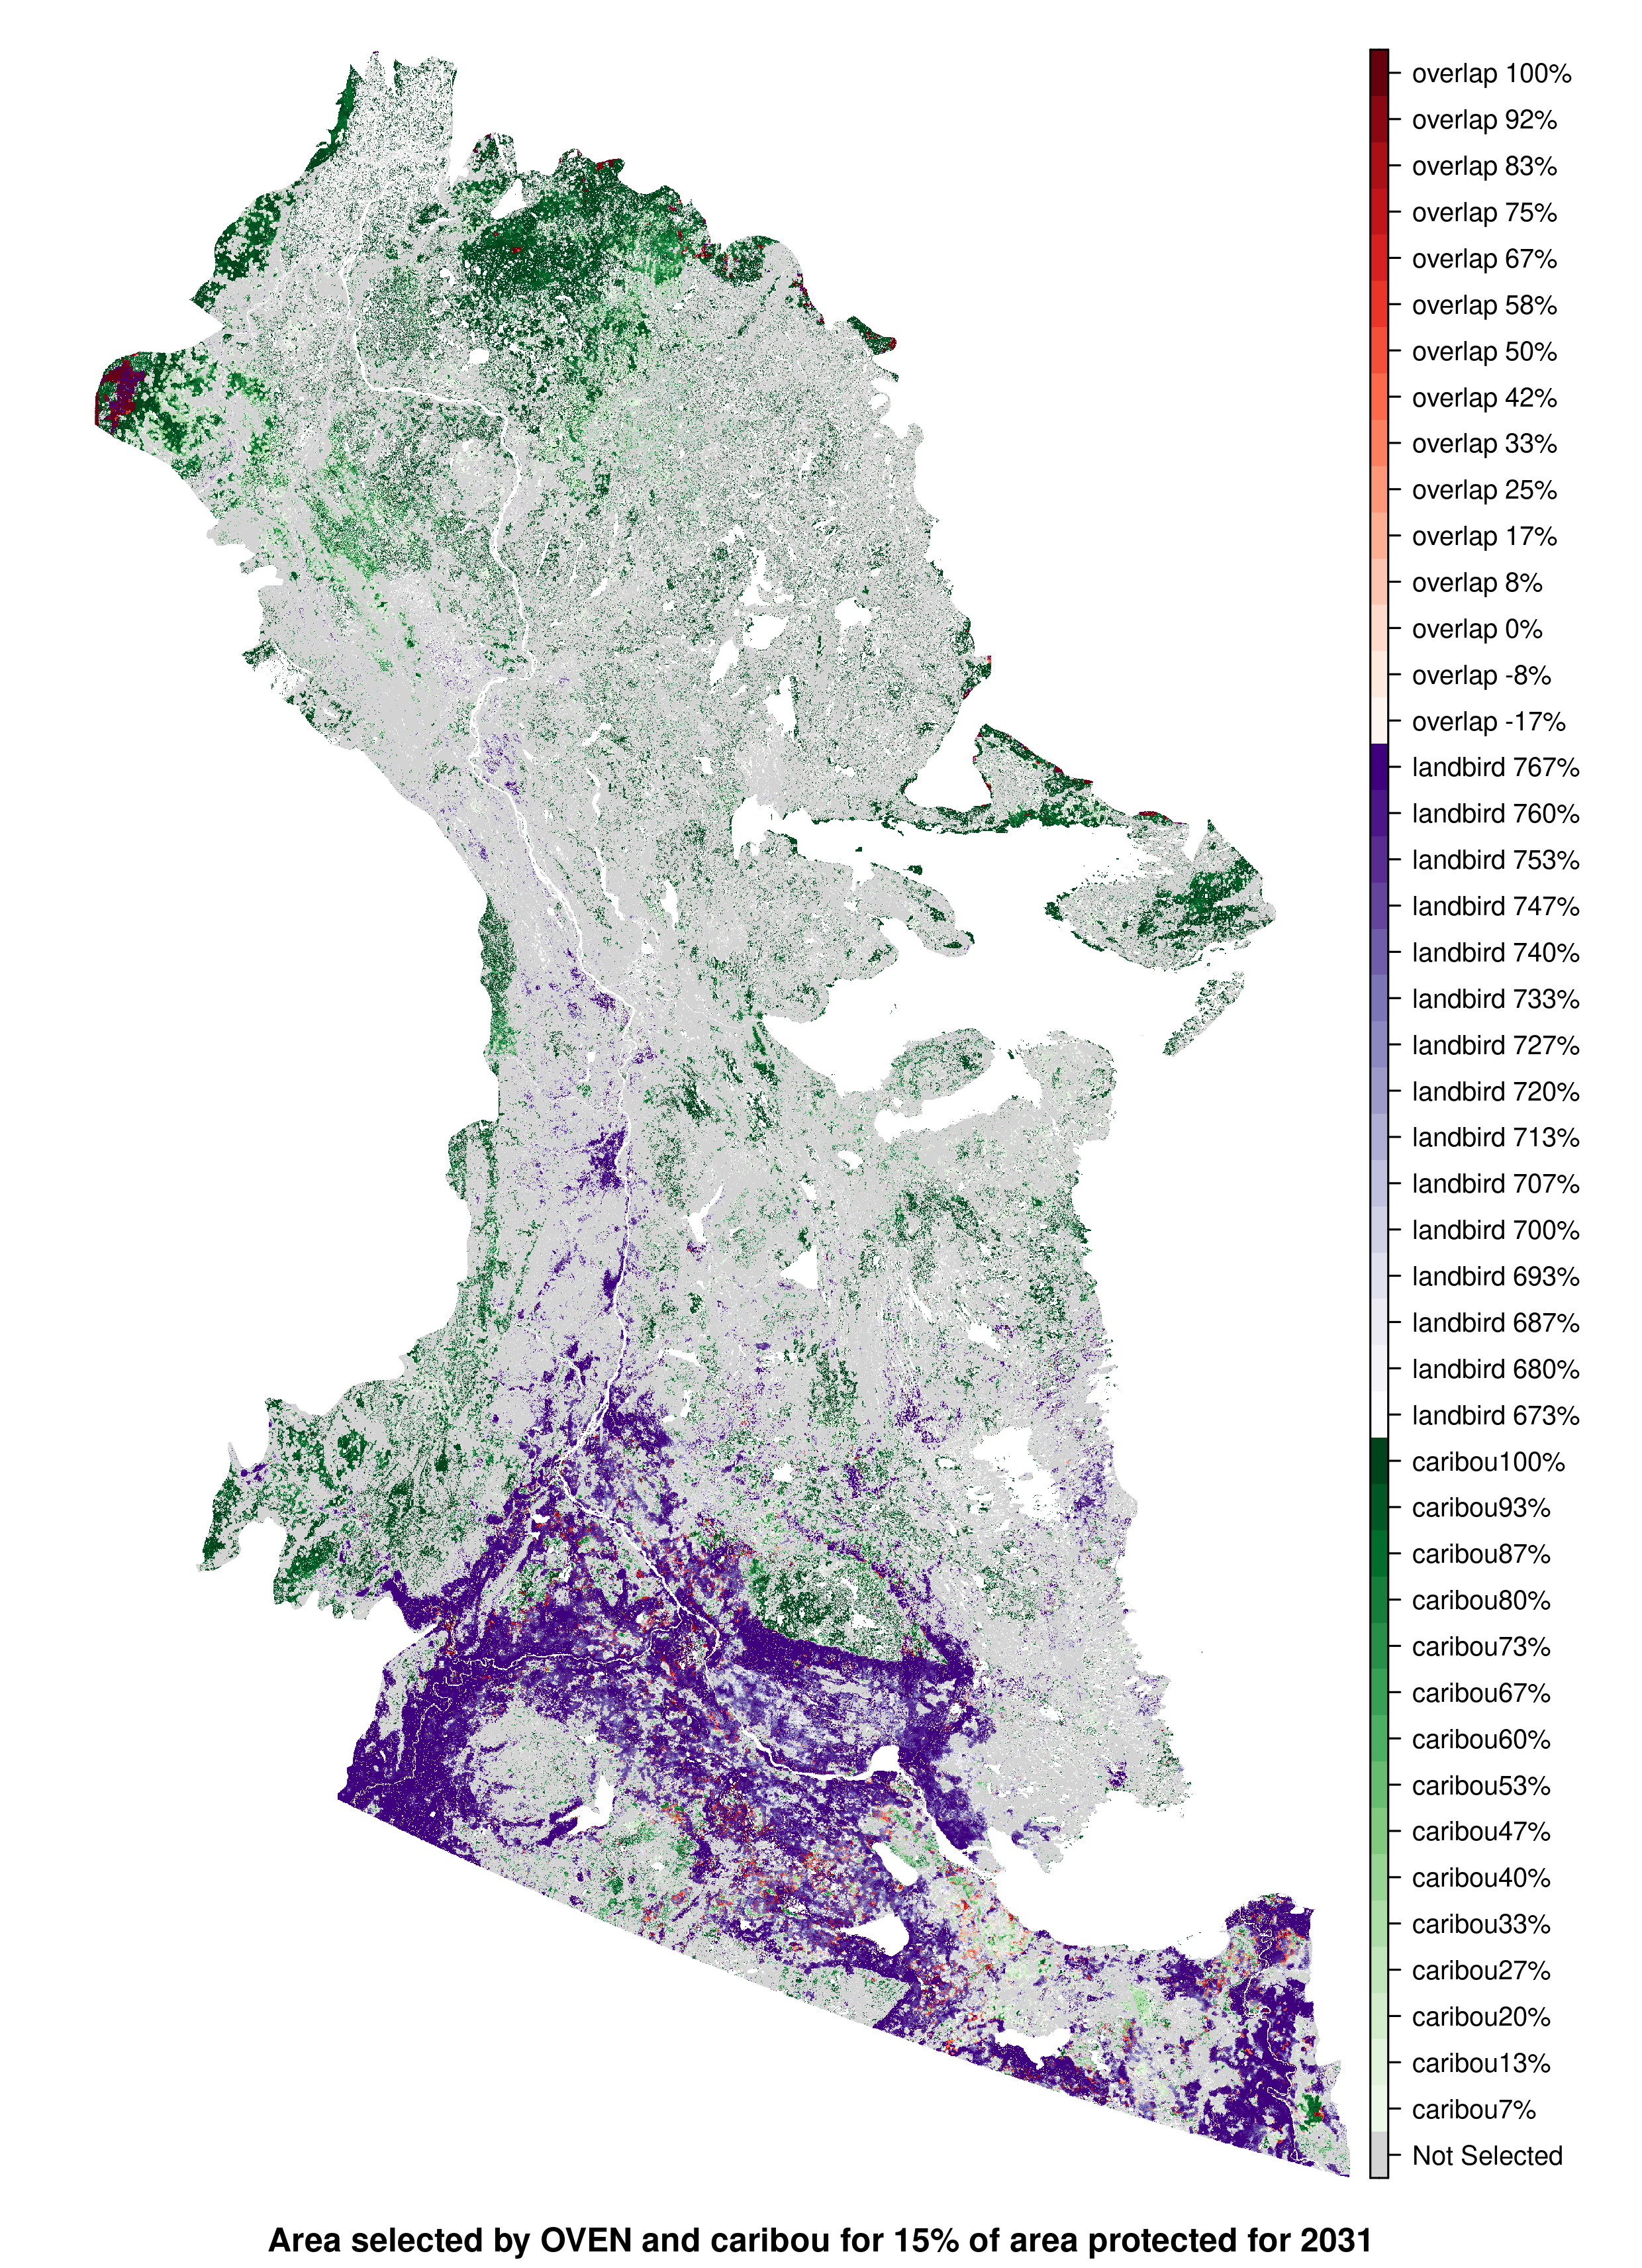 overlap 100%
overlap 92%
overlap 83%
overlap 75%
overlap 67%
overlap 58%
overlap 50%
overlap 42%
overlap 33%
overlap 25%
overlap 17%
overlap 8%
overlap 0%
overlap -8%
overlap -17%
landbird 767%
landbird 760%
landbird 753%
landbird 747%
landbird 740%
landbird 733%
landbird 727%
landbird 720%
landbird 713%
landbird 707%
landbird 700%
landbird 693%
landbird 687%
landbird 680%
landbird 673%
caribou100%
caribou93%
caribou87%
caribou80%
caribou73%
caribou67%
caribou60%
caribou53%
caribou47%
caribou40%
caribou33%
caribou27%
caribou20%
caribou13%
caribou7%
Not Selected
Area selected by OVEN and caribou for 15% of area protected for 2031